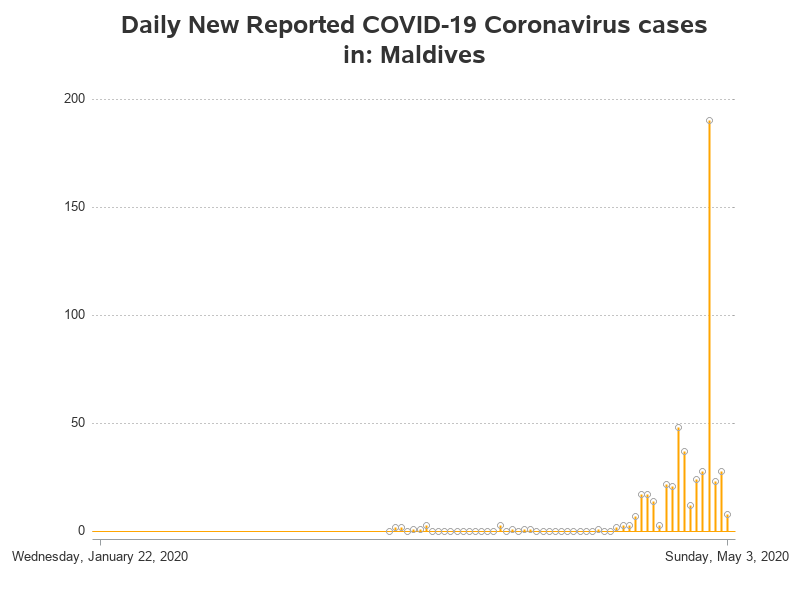 Daily New Reported COVID-19 Coronavirus cases
in: Maldives
200
150
100
50
0
Wednesday, January 22, 2020
Sunday, May 3, 2020